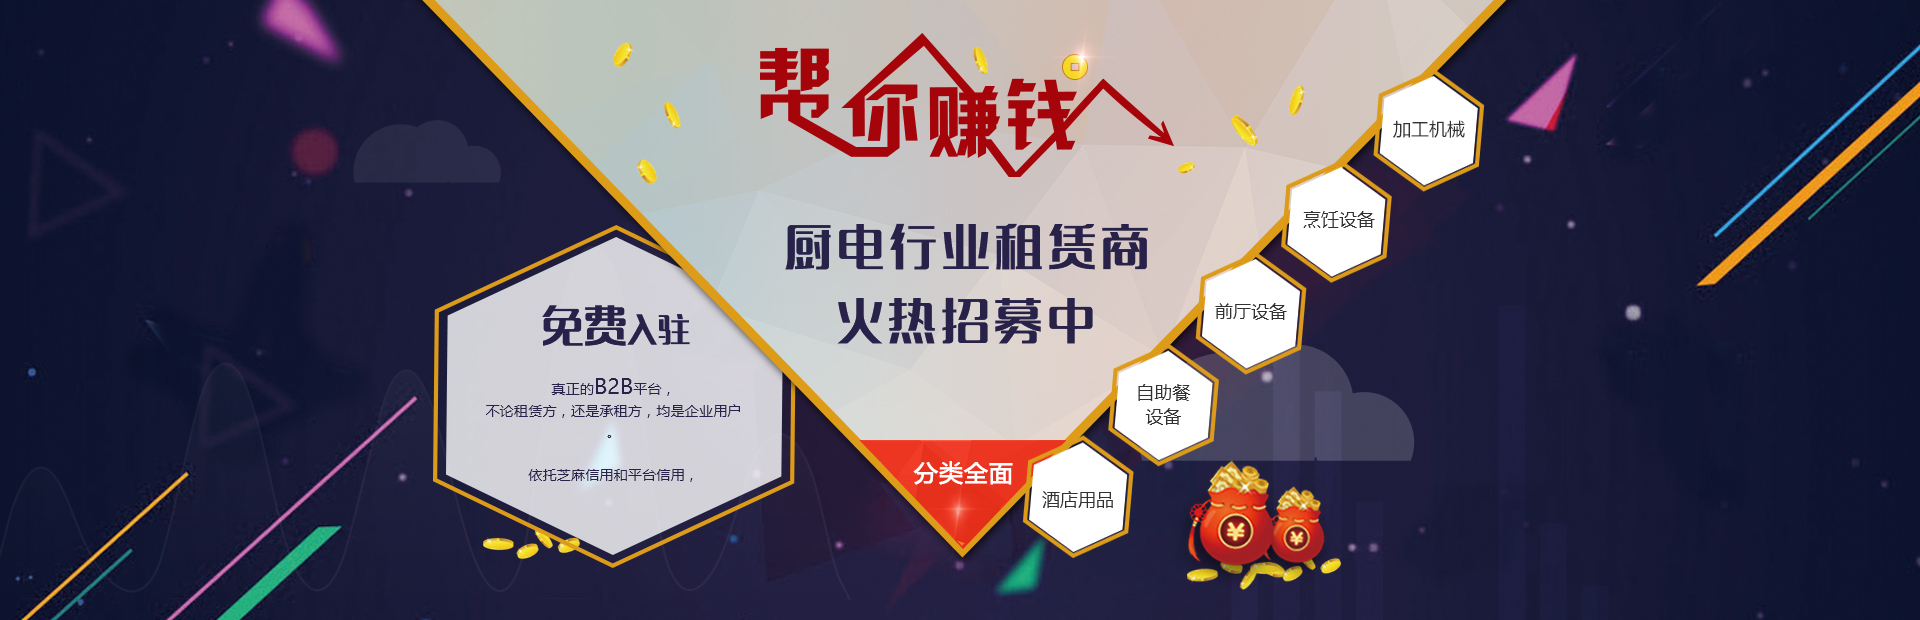 帮你赚钱
厨电行业租赁商
火热招募中
免费入驻
真正的B2B平台，
不论租赁方，还是承租方，均是企业用户
。
依托芝麻信用和平台信用，
分类全面
加工机械
烹饪设备
前厅设备
自助餐
设备
酒店用品
¥
¥